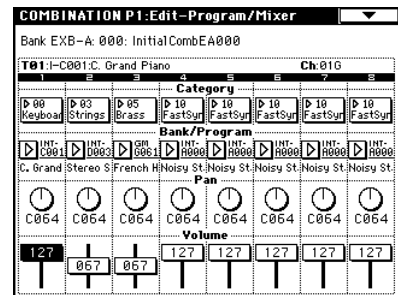 COMBINATION P1:Edit-Program/Mixer
Bank EXB-A: 000: InitialCombEA000
T01:I-C001:C. Grand Piano Ch:01G
1 2 3 4 5 6 7 8
Category
00 03 05 10 10 10 10 10
Keyboar Strings Brass FastSyn FastSyn FastSyn FastSyn FastSyn
Bank/Program
INT- INT- GM INT- INT- INT- INT- INT-
C001 D003 G061 A000 A000 A000 A000 A000
C. Grand Stereo S French H Noisy St Noisy St Noisy St Noisy St Noisy St
Pan
C064 C064 C064 C064 C064 C064 C064 C064
Volume
127 067 067 127 127 127 127 127